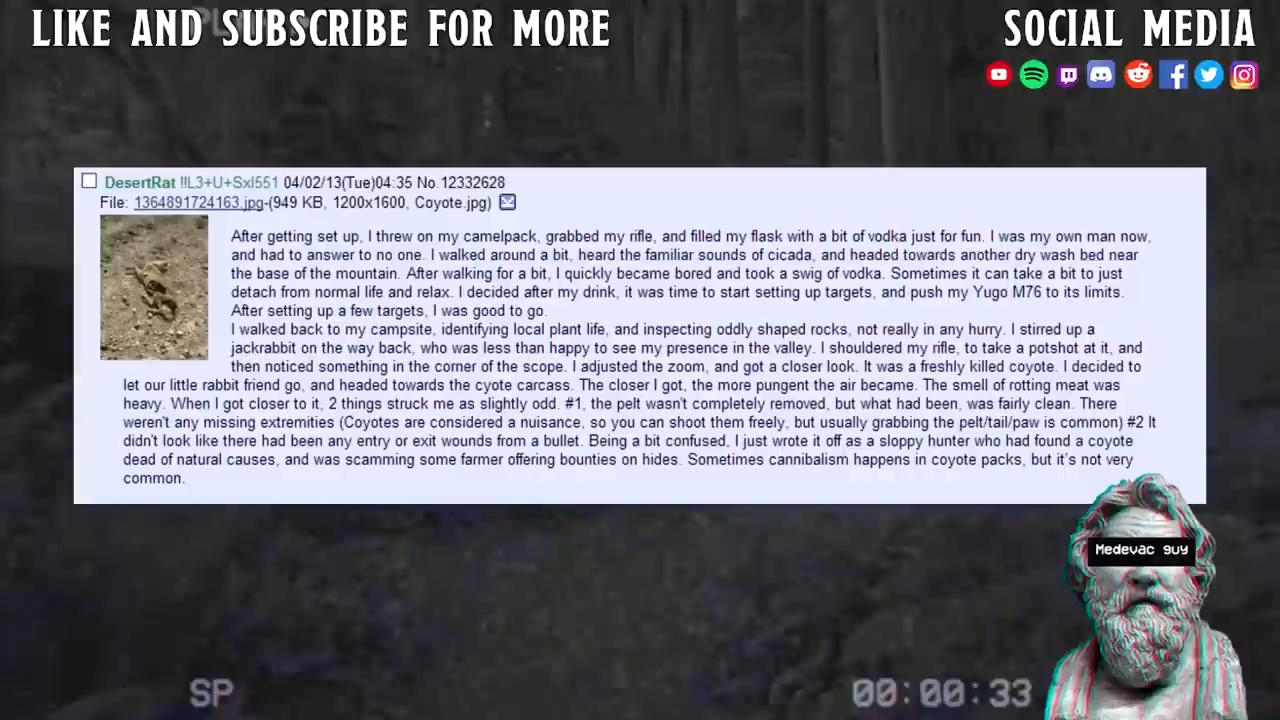 LIKE AND SUBSCRIBE FOR MORE
SOCIAL MEDIA
DesertRat !!L3+U+SxI551 04/02/13(Tue)04:35 No.12332628
File: 1364891724163.jpg-(949 KB, 1200x1600, Coyote.jpg)
After getting set up, I threw on my camelpack, grabbed my rifle, and filled my flask with a bit of vodka just for fun. I was my own man now,
and had to answer to no one. I walked around a bit, heard the familiar sounds of cicada, and headed towards another dry wash bed near
the base of the mountain. After walking for a bit, I quickly became bored and took a swig of vodka. Sometimes it can take a bit to just
detach from normal life and relax. I decided after my drink, it was time to start setting up targets, and push my Yugo M76 to its limits.
After setting up a few targets, I was good to go.
I walked back to my campsite, identifying local plant life, and inspecting oddly shaped rocks, not really in any hurry. I stirred up a
jackrabbit on the way back, who was less than happy to see my presence in the valley. I shouldered my rifle, to take a potshot at it, and
then noticed something in the corner of the scope. I adjusted the zoom, and got a closer look. It was a freshly killed coyote. I decided to
let our little rabbit friend go, and headed towards the cyote carcass. The closer I got, the more pungent the air became. The smell of rotting meat was
heavy. When I got closer to it, 2 things struck me as slightly odd. #1, the pelt wasn't completely removed, but what had been, was fairly clean. There
weren't any missing extremities (Coyotes are considered a nuisance, so you can shoot them freely, but usually grabbing the pelt/tail/paw is common) #2 It
didn't look like there had been any entry or exit wounds from a bullet. Being a bit confused, I just wrote it off as a sloppy hunter who had found a coyote
dead of natural causes, and was scamming some farmer offering bounties on hides. Sometimes cannibalism happens in coyote packs, but it's not very
common.
Medevac guy
SP
00:00:33